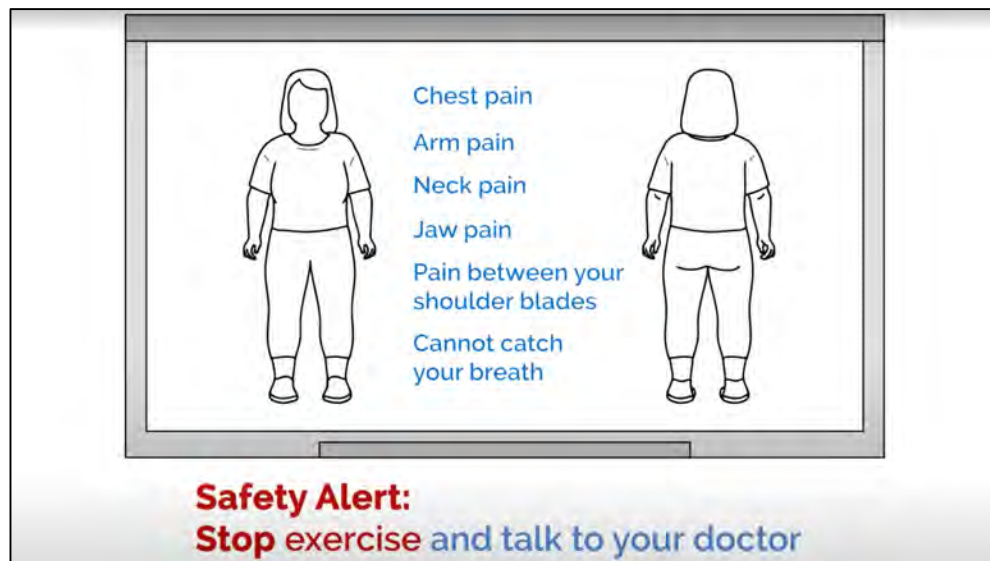 Chest pain
Arm pain
Neck pain
Jaw pain
Pain between your
shoulder blades
Cannot catch
your breath
Safety Alert:
Stop exercise and talk to your doctor